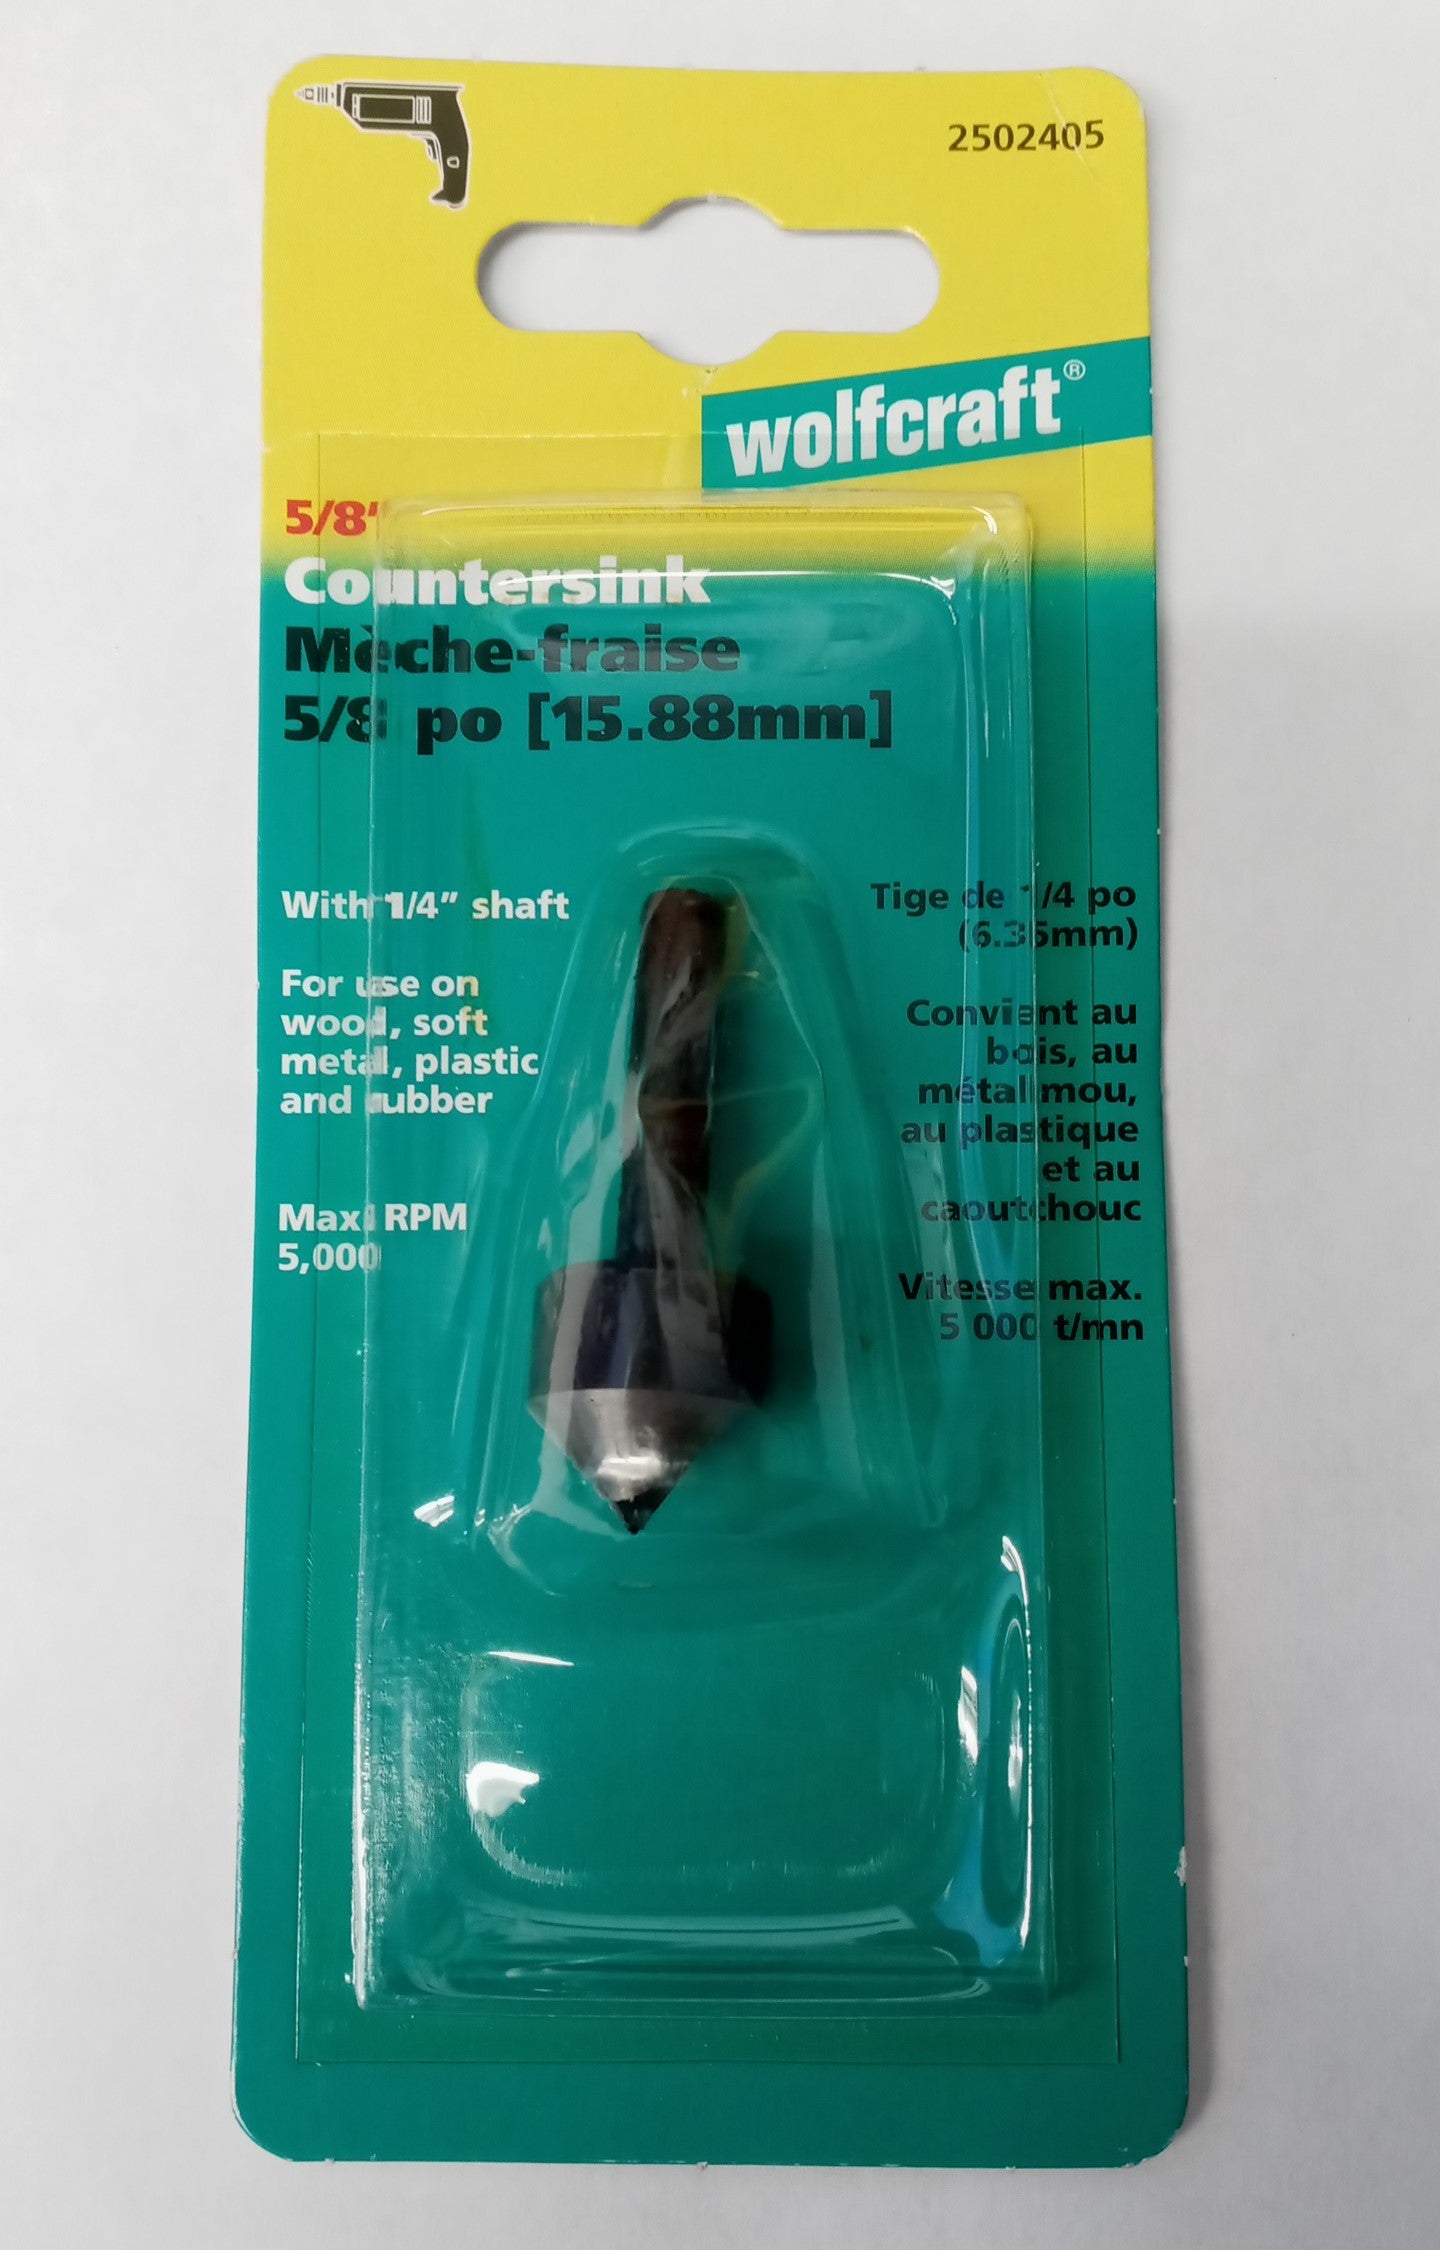 2502405
wolfcraft®
5/8"
Countersink
Mèche-fraise
5/8 po [15.88mm]
With 1/4" shaft
For use on
wood, soft
metal, plastic
and rubber
Max. RPM
5,000
Tige de 1/4 po
(6.35mm)
Convient au
bois, au
métal mou,
au plastique
et au
caoutchouc
Vitesse max.
5 000 t/mn